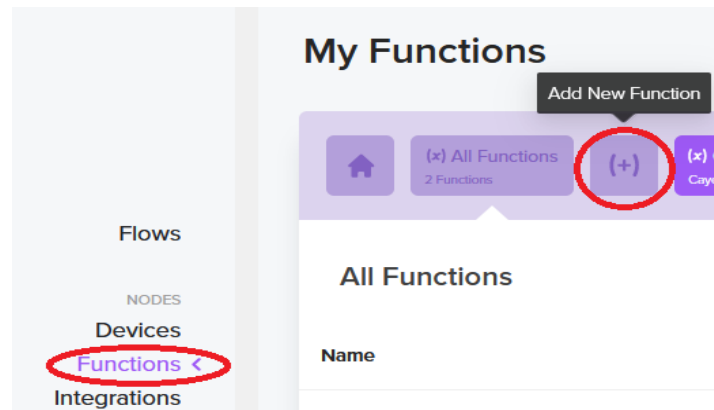 My Functions
Add New Function
(x) All Functions
2 Functions
(+)
(x)
Flows
NODES
Devices
Functions <
Integrations
All Functions
Name